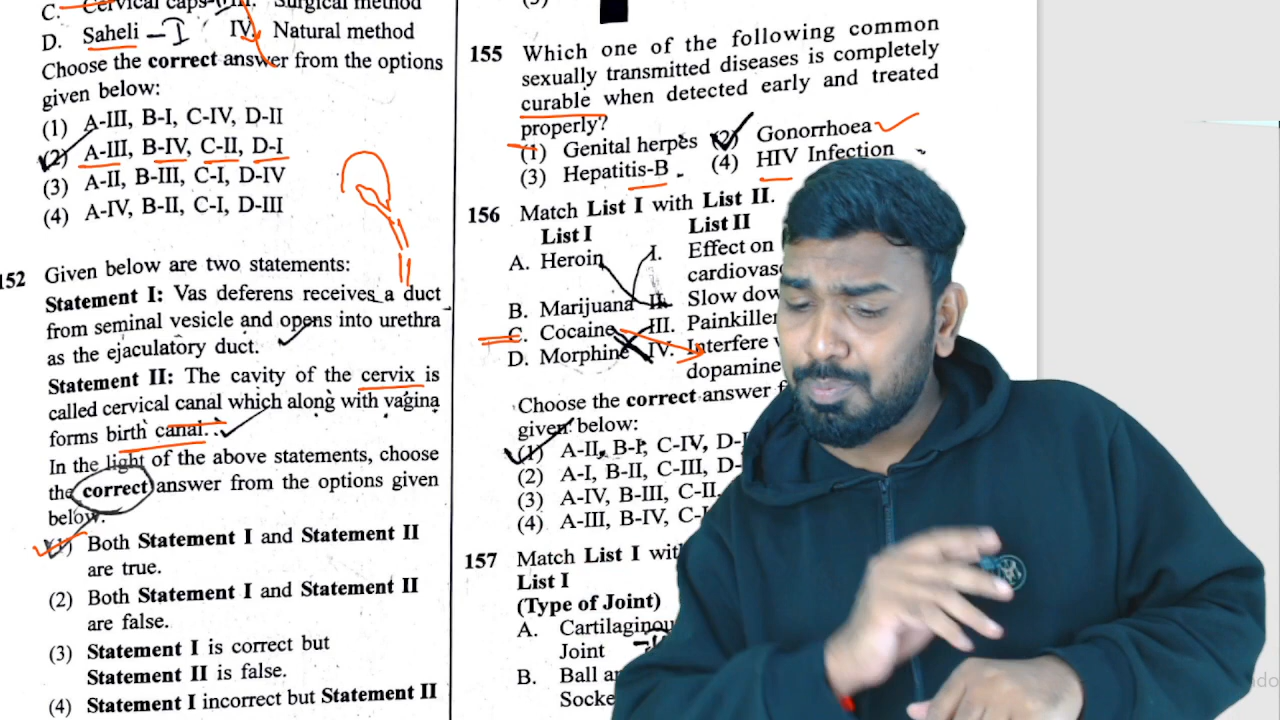 C. Cervical caps III. Surgical method
D. Saheli – I IV. Natural method
Choose the correct answer from the options
given below:
(1) A-III, B-I, C-IV, D-II
(2) A-III, B-IV, C-II, D-I
(3) A-II, B-III, C-I, D-IV
(4) A-IV, B-II, C-I, D-III
152 Given below are two statements:
Statement I: Vas deferens receives a duct
from seminal vesicle and opens into urethra
as the ejaculatory duct.
Statement II: The cavity of the cervix is
called cervical canal which along with vagina
forms birth canal.
In the light of the above statements, choose
the correct answer from the options given
below:
(1) Both Statement I and Statement II
are true.
(2) Both Statement I and Statement II
are false.
(3) Statement I is correct but
Statement II is false.
(4) Statement I incorrect but Statement II
155 Which one of the following common
sexually transmitted diseases is completely
curable when detected early and treated
properly?
(1) Genital herpes (2) Gonorrhoea
(3) Hepatitis-B (4) HIV Infection
156 Match List I with List II.
List I List II
A. Heroin I. Effect on
cardiovas
B. Marijuana II. Slow dow
C. Cocaine III. Painkiller
D. Morphine IV. Interfere
dopamine
Choose the correct answer f
given below:
(1) A-II, B-I, C-IV, D-I
(2) A-I, B-II, C-III, D-
(3) A-IV, B-III, C-II,
(4) A-III, B-IV, C-I
157 Match List I wit
List I
(Type of Joint)
A. Cartilaginou
Joint
B. Ball a
Socke